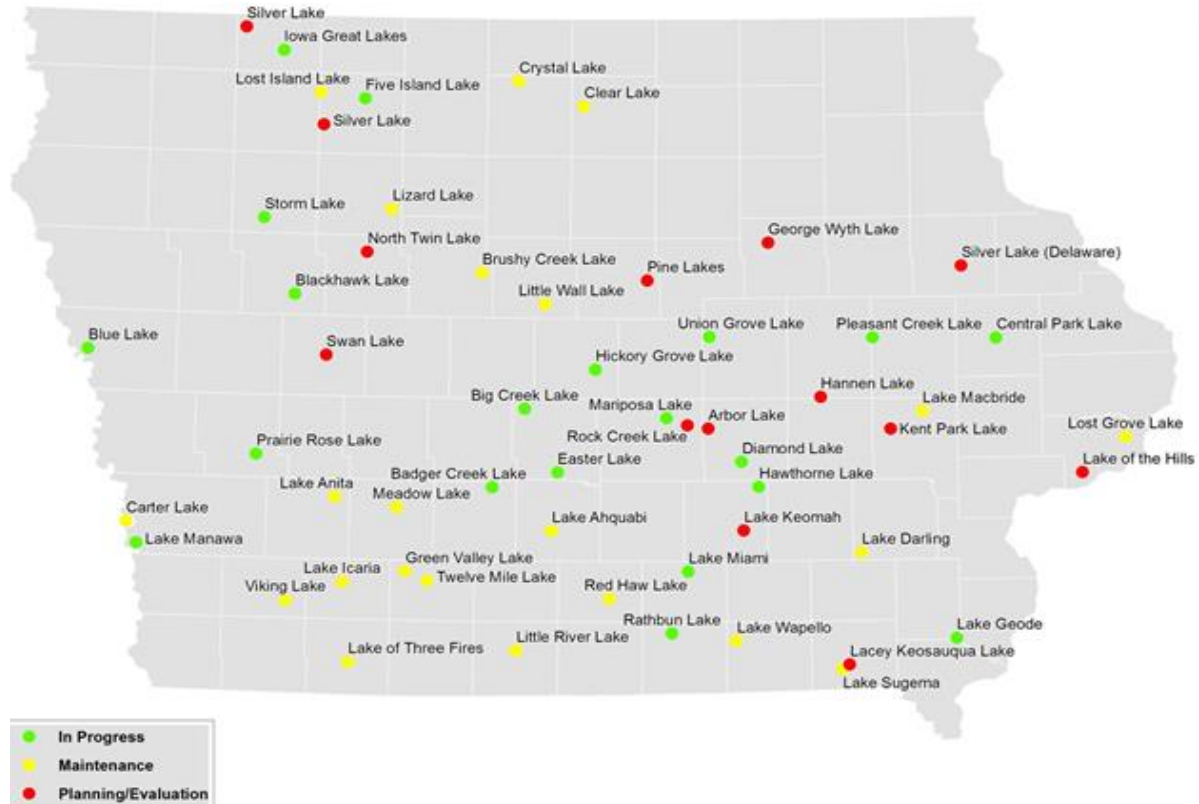 Silver Lake
Iowa Great Lakes
Lost Island Lake
Five Island Lake
Crystal Lake
Clear Lake
Silver Lake
Storm Lake
Lizard Lake
North Twin Lake
George Wyth Lake
Silver Lake (Delaware)
Brushy Creek Lake
Pine Lakes
Blackhawk Lake
Little Wall Lake
Blue Lake
Swan Lake
Union Grove Lake
Pleasant Creek Lake
Central Park Lake
Hickory Grove Lake
Big Creek Lake
Mariposa Lake
Hannen Lake
Lake Macbride
Rock Creek Lake
Arbor Lake
Kent Park Lake
Lost Grove Lake
Prairie Rose Lake
Easter Lake
Diamond Lake
Lake of the Hills
Badger Creek Lake
Hawthorne Lake
Lake Anita
Meadow Lake
Carter Lake
Lake Manawa
Lake Ahquabi
Lake Keomah
Lake Darling
Green Valley Lake
Lake Miami
Lake Icaria
Twelve Mile Lake
Viking Lake
Red Haw Lake
Rathbun Lake
Lake Wapello
Lake Geode
Lake of Three Fires
Little River Lake
Lacey Keosauqua Lake
Lake Sugema
In Progress
Maintenance
Planning/Evaluation